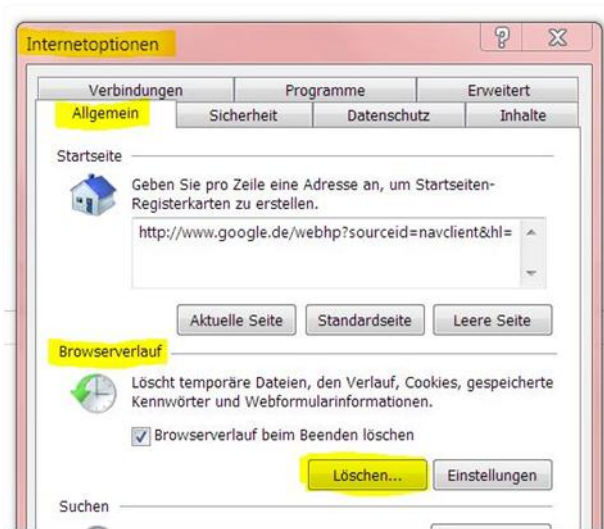 Internetoptionen
Verbindungen Programme Erweitert
Allgemein Sicherheit Datenschutz Inhalte
Startseite
Geben Sie pro Zeile eine Adresse an, um Startseiten-
Registerkarten zu erstellen.
http://www.google.de/webhp?sourceid=navclient&hl=
Aktuelle Seite Standardseite Leere Seite
Browserverlauf
Löscht temporäre Dateien, den Verlauf, Cookies, gespeicherte
Kennwörter und Webformularinformationen.
Browserverlauf beim Beenden löschen
Löschen... Einstellungen
Suchen